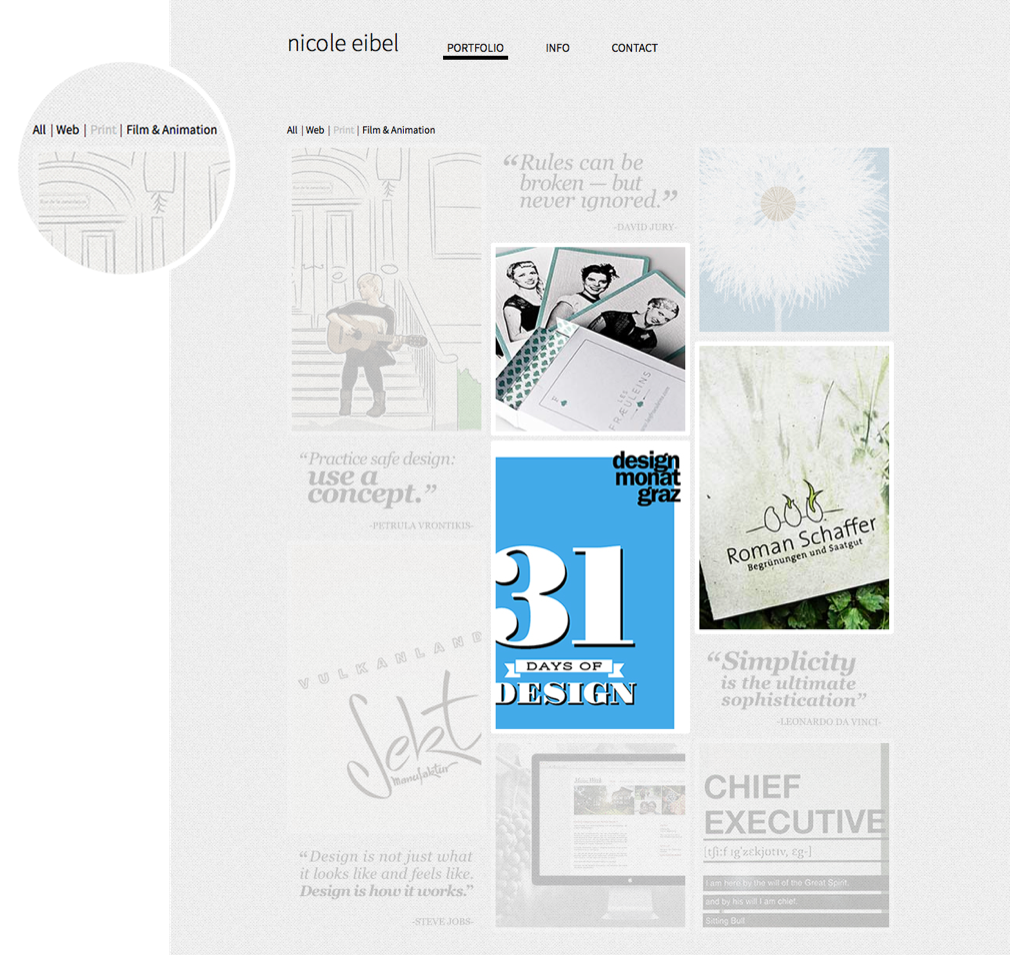 nicole eibel
PORTFOLIO INFO CONTACT
All | Web | Print | Film & Animation
All | Web | Print | Film & Animation
“Rules can be
broken — but
never ignored.”
-DAVID JURY-
LES
FRÆULEINS
“Practice safe design:
use a
concept.”
-PETRULA VRONTIKIS-
design
monat
graz
31
DAYS OF
DESIGN
Roman Schaffer
Begrünungen und Saatgut
“Simplicity
is the ultimate
sophistication”
-LEONARDO DA VINCI-
VULKANLAND
Sekt
manufaktur
“Design is not just what
it looks like and feels like.
Design is how it works.”
-STEVE JOBS-
CHIEF
EXECUTIVE
I am here by the will of the Great Spirit,
and by his will I am chief.
Sitting Bull